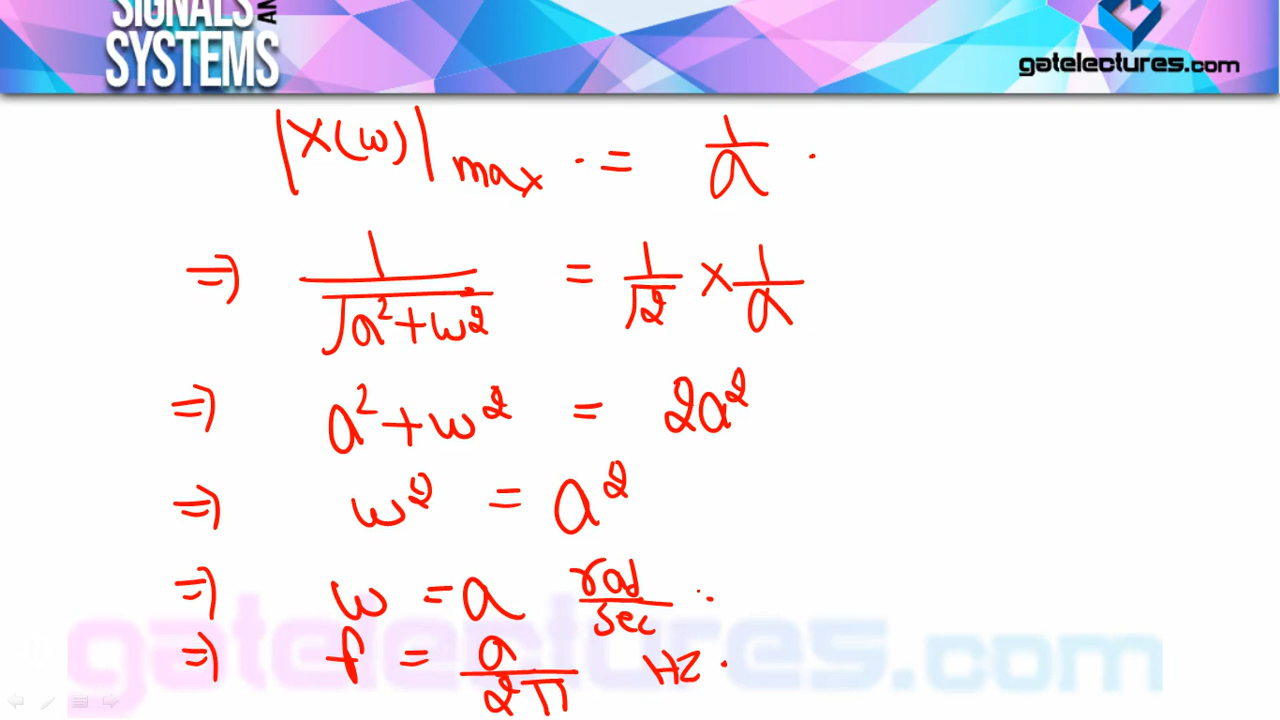 SIGNALS AN
SYSTEMS
gatelectures.com
|X(ω)| max = 1/a
⇒ 1/√(a²+ω²) = 1/√2 × 1/a
⇒ a²+ω² = 2a²
⇒ ω² = a²
⇒ ω = a rad/sec
⇒ f = a/2π HZ
gatelectures.com